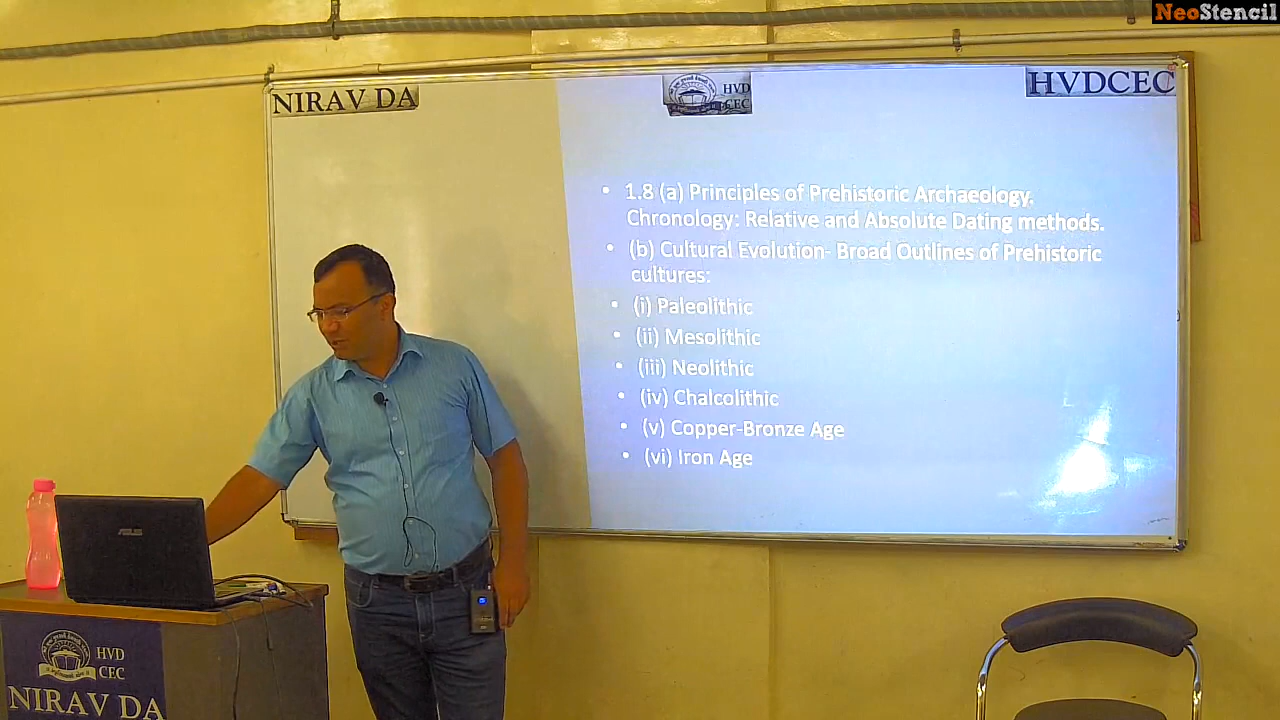 NeoStencil
NIRAV DA
HVD
CEC
HVDCEC
• 1.8 (a) Principles of Prehistoric Archaeology.
Chronology: Relative and Absolute Dating methods.
• (b) Cultural Evolution- Broad Outlines of Prehistoric
cultures:
• (i) Paleolithic
• (ii) Mesolithic
• (iii) Neolithic
• (iv) Chalcolithic
• (v) Copper-Bronze Age
• (vi) Iron Age
ASUS
HVD
CEC
NIRAV DA